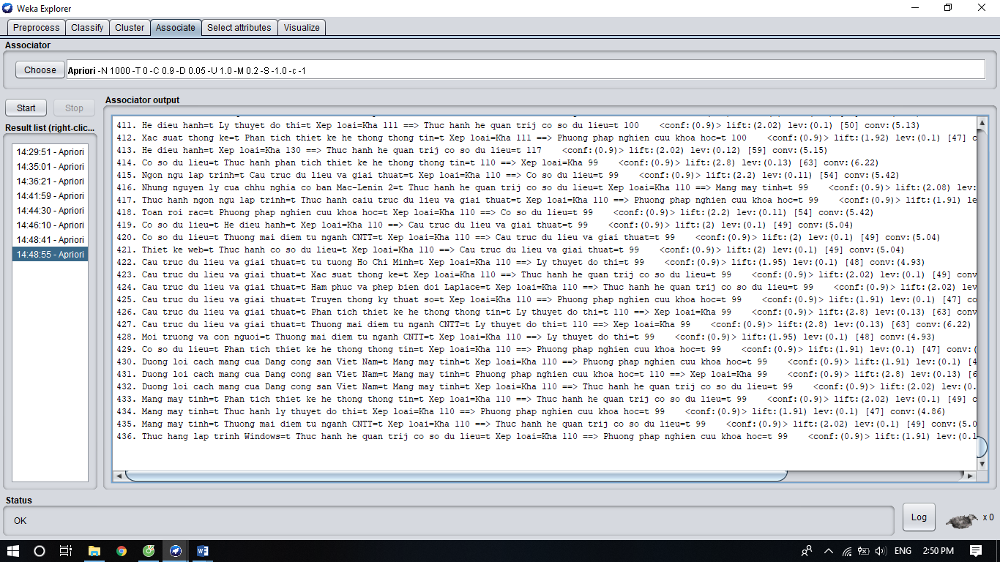 Weka Explorer
Preprocess Classify Cluster Associate Select attributes Visualize
Associator
Choose Apriori -N 1000 -T 0 -C 0.9 -D 0.05 -U 1.0 -M 0.2 -S -1.0 -c -1
Start Stop
Result list (right-clic...
14:29:51 - Apriori
14:35:01 - Apriori
14:36:21 - Apriori
14:41:59 - Apriori
14:44:30 - Apriori
14:46:10 - Apriori
14:48:41 - Apriori
14:48:55 - Apriori
Associator output
411. He dieu hanh=t Ly thuyet do thi=t Xep loai=Kha 111 ==> Thuc hanh he quan trij co so du lieu=t 100 <conf:(0.9)> lift:(2.02) lev:(0.1) [50] conv:(5.13)
412. Xac suat thong ke=t Phan tich thiet ke he thong thong tin=t Xep loai=Kha 111 ==> Phuong phap nghien cuu khoa hoc=t 100 <conf:(0.9)> lift:(1.92) lev:(0.1) [47] c
413. He dieu hanh=t Xep loai=Kha 130 ==> Thuc hanh he quan trij co so du lieu=t 117 <conf:(0.9)> lift:(2.02) lev:(0.12) [59] conv:(5.15)
414. Co so du lieu=t Thuc hanh phan tich thiet ke he thong thong tin=t 110 ==> Xep loai=Kha 99 <conf:(0.9)> lift:(2.8) lev:(0.13) [63] conv:(6.22)
415. Ngon ngu lap trinh=t Cau truc du lieu va giai thuat=t Xep loai=Kha 110 ==> Co so du lieu=t 99 <conf:(0.9)> lift:(2.2) lev:(0.11) [54] conv:(5.42)
416. Nhung nguyen ly cua chhu nghia co ban Mac-Lenin 2=t Thuc hanh he quan trij co so du lieu=t Xep loai=Kha 110 ==> Mang may tinh=t 99 <conf:(0.9)> lift:(2.08) lev:
417. Thuc hanh ngon ngu lap trinh=t Thuc hanh caiu truc du lieu va giai thuat=t Xep loai=Kha 110 ==> Phuong phap nghien cuu khoa hoc=t 99 <conf:(0.9)> lift:(1.91) le
418. Toan roi rac=t Phuong phap nghien cuu khoa hoc=t Xep loai=Kha 110 ==> Co so du lieu=t 99 <conf:(0.9)> lift:(2.2) lev:(0.11) [54] conv:(5.42)
419. Co so du lieu=t He dieu hanh=t Xep loai=Kha 110 ==> Cau truc du lieu va giai thuat=t 99 <conf:(0.9)> lift:(2) lev:(0.1) [49] conv:(5.04)
420. Co so du lieu=t Thuong mai diem tu nganh CNTT=t Xep loai=Kha 110 ==> Cau truc du lieu va giai thuat=t 99 <conf:(0.9)> lift:(2) lev:(0.1) [49] conv:(5.04)
421. Thiet ke web=t Thuc hanh co so du lieu=t Xep loai=Kha 110 ==> Cau truc du lieu va giai thuat=t 99 <conf:(0.9)> lift:(2) lev:(0.1) [49] conv:(5.04)
422. Cau truc du lieu va giai thuat=t tu tuong Ho Chi Minh=t Xep loai=Kha 110 ==> Ly thuyet do thi=t 99 <conf:(0.9)> lift:(1.95) lev:(0.1) [48] conv:(4.93)
423. Cau truc du lieu va giai thuat=t Xac suat thong ke=t Xep loai=Kha 110 ==> Thuc hanh he quan trij co so du lieu=t 99 <conf:(0.9)> lift:(2.02) lev:(0.1) [49] conv
424. Cau truc du lieu va giai thuat=t Ham phuc va phep bien doi Laplace=t Xep loai=Kha 110 ==> Thuc hanh he quan trij co so du lieu=t 99 <conf:(0.9)> lift:(2.02) lev
425. Cau truc du lieu va giai thuat=t Truyen thong ky thuat so=t Xep loai=Kha 110 ==> Phuong phap nghien cuu khoa hoc=t 99 <conf:(0.9)> lift:(1.91) lev:(0.1) [47] co
426. Cau truc du lieu va giai thuat=t Phan tich thiet ke he thong thong tin=t Ly thuyet do thi=t 110 ==> Xep loai=Kha 99 <conf:(0.9)> lift:(2.8) lev:(0.13) [63] conv:
427. Cau truc du lieu va giai thuat=t Thuong mai diem tu nganh CNTT=t Ly thuyet do thi=t 110 ==> Xep loai=Kha 99 <conf:(0.9)> lift:(2.8) lev:(0.13) [63] conv:(6.22)
428. Moi truong va con nguoi=t Thuong mai diem tu nganh CNTT=t Xep loai=Kha 110 ==> Ly thuyet do thi=t 99 <conf:(0.9)> lift:(1.95) lev:(0.1) [48] conv:(4.93)
429. Co so du lieu=t Phan tich thiet ke he thong thong tin=t Xep loai=Kha 110 ==> Phuong phap nghien cuu khoa hoc=t 99 <conf:(0.9)> lift:(1.91) lev:(0.1) [47] conv:(
430. Duong loi cach mang cua Dang cong san Viet Nam=t Mang may tinh=t Xep loai=Kha 110 ==> Phuong phap nghien cuu khoa hoc=t 99 <conf:(0.9)> lift:(1.91) lev:(0.1) [4
431. Duong loi cach mang cua Dang cong san Viet Nam=t Mang may tinh=t Phuong phap nghien cuu khoa hoc=t 110 ==> Xep loai=Kha 99 <conf:(0.9)> lift:(2.8) lev:(0.13) [6
432. Duong loi cach mang cua Dang cong san Viet Nam=t Mang may tinh=t Xep loai=Kha 110 ==> Thuc hanh he quan trij co so du lieu=t 99 <conf:(0.9)> lift:(2.02) lev:(0.
433. Mang may tinh=t Phan tich thiet ke he thong thong tin=t Xep loai=Kha 110 ==> Thuc hanh he quan trij co so du lieu=t 99 <conf:(0.9)> lift:(2.02) lev:(0.1) [49] c
434. Mang may tinh=t Thuc hanh ly thuyet do thi=t Xep loai=Kha 110 ==> Phuong phap nghien cuu khoa hoc=t 99 <conf:(0.9)> lift:(1.91) lev:(0.1) [47] conv:(4.86)
435. Mang may tinh=t Thuong mai diem tu nganh CNTT=t Xep loai=Kha 110 ==> Thuc hanh he quan trij co so du lieu=t 99 <conf:(0.9)> lift:(2.02) lev:(0.1) [49] conv:(5.0
436. Thuc hang lap trinh Windows=t Thuc hanh he quan trij co so du lieu=t Xep loai=Kha 110 ==> Phuong phap nghien cuu khoa hoc=t 99 <conf:(0.9)> lift:(1.91) lev:(0.1
Status
OK
Log
x 0
ENG 2:50 PM